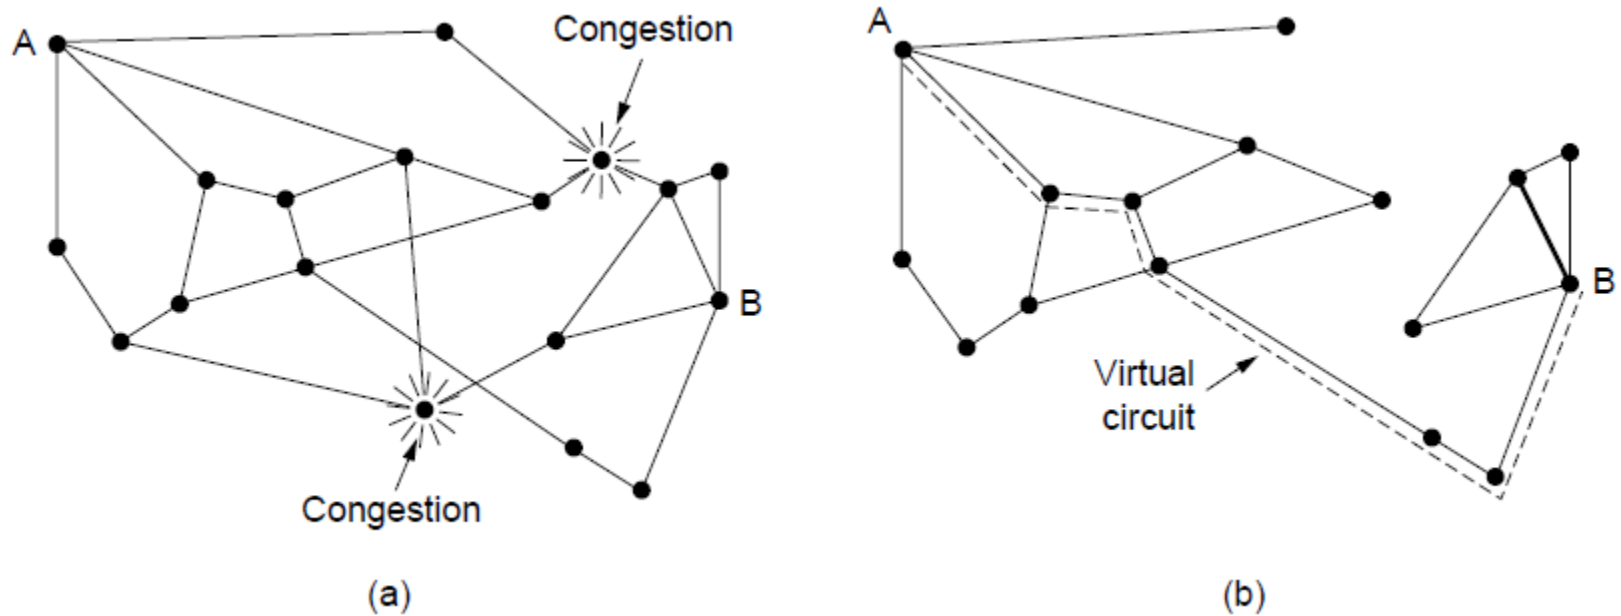 A
Congestion
B
Congestion
(a)
A
B
Virtual
circuit
(b)